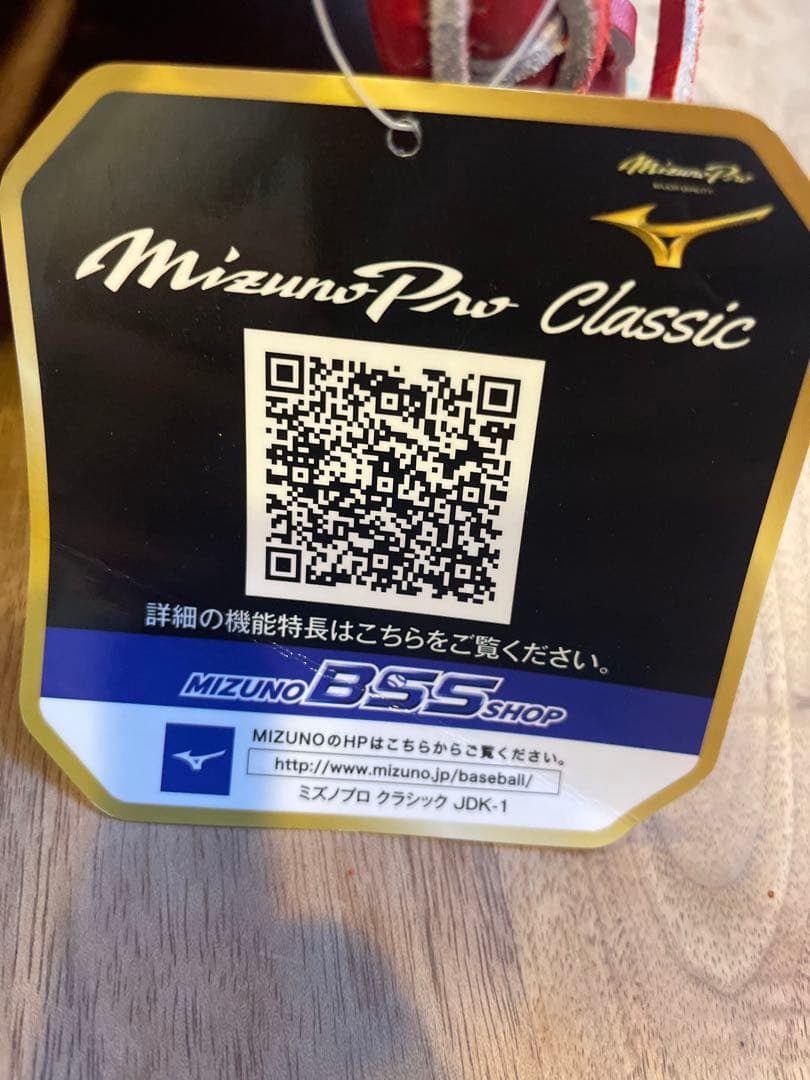 Mizuno Pro
Mizuno Pro Classic
詳細の機能特長はこちらをご覧ください。
MIZUNO BSS SHOP
MIZUNOのHPはこちらからご覧ください。
http://www.mizuno.jp/baseball/
ミズノプロ クラシック JDK-1